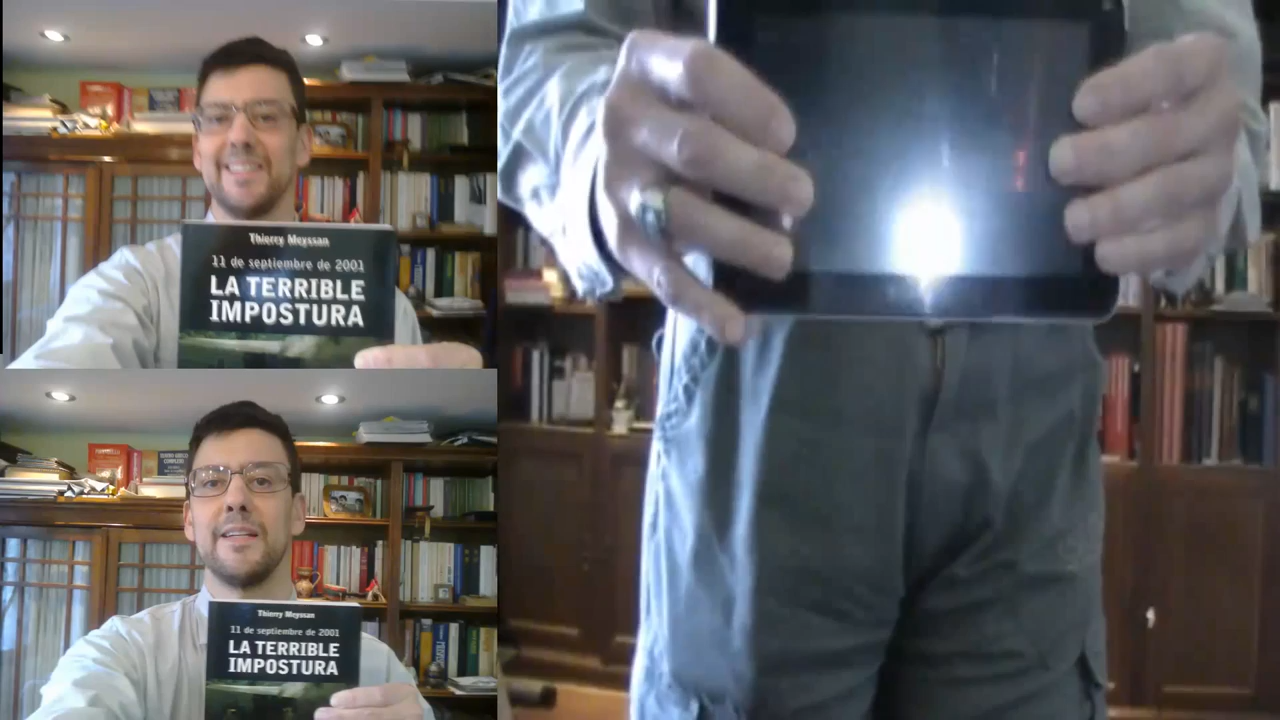 Thierry Meyssan
11 de septiembre de 2001
LA TERRIBLE
IMPOSTURA
Thierry Meyssan
11 de septiembre de 2001
LA TERRIBLE
IMPOSTURA